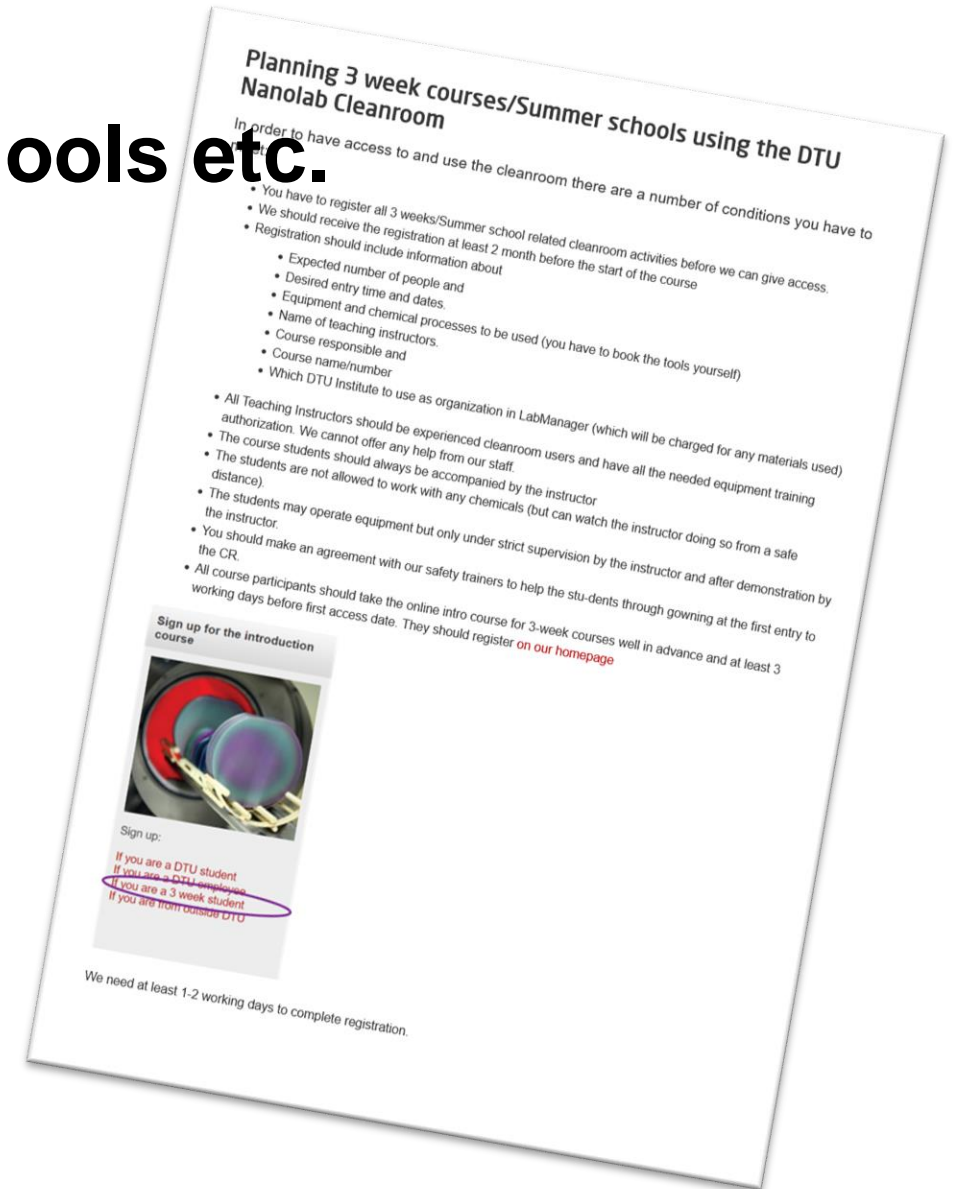 ools etc.
Planning 3 week courses/Summer schools using the DTU
Nanolab Cleanroom
In order to have access to and use the cleanroom there are a number of conditions you have to
• You have to register all 3 weeks/Summer school related cleanroom activities before we can give access.
• We should receive the registration at least 2 month before the start of the course
• Registration should include information about
• Expected number of people and
• Desired entry time and dates.
• Equipment and chemical processes to be used (you have to book the tools yourself)
• Name of teaching instructors.
• Course responsible and
• Course name/number
• Which DTU Institute to use as organization in LabManager (which will be charged for any materials used)
• All Teaching Instructors should be experienced cleanroom users and have all the needed equipment training
authorization. We cannot offer any help from our staff.
• The course students should always be accompanied by the instructor
• The students are not allowed to work with any chemicals (but can watch the instructor doing so from a safe
distance).
• The students may operate equipment but only under strict supervision by the instructor and after demonstration by
the instructor.
• You should make an agreement with our safety trainers to help the stu-dents through gowning at the first entry to
the CR.
• All course participants should take the online intro course for 3-week courses well in advance and at least 3
working days before first access date. They should register on our homepage
Sign up for the introduction
course
Sign up:
If you are a DTU student
If you are a DTU employee
If you are a 3 week student
If you are from outside DTU
We need at least 1-2 working days to complete registration.